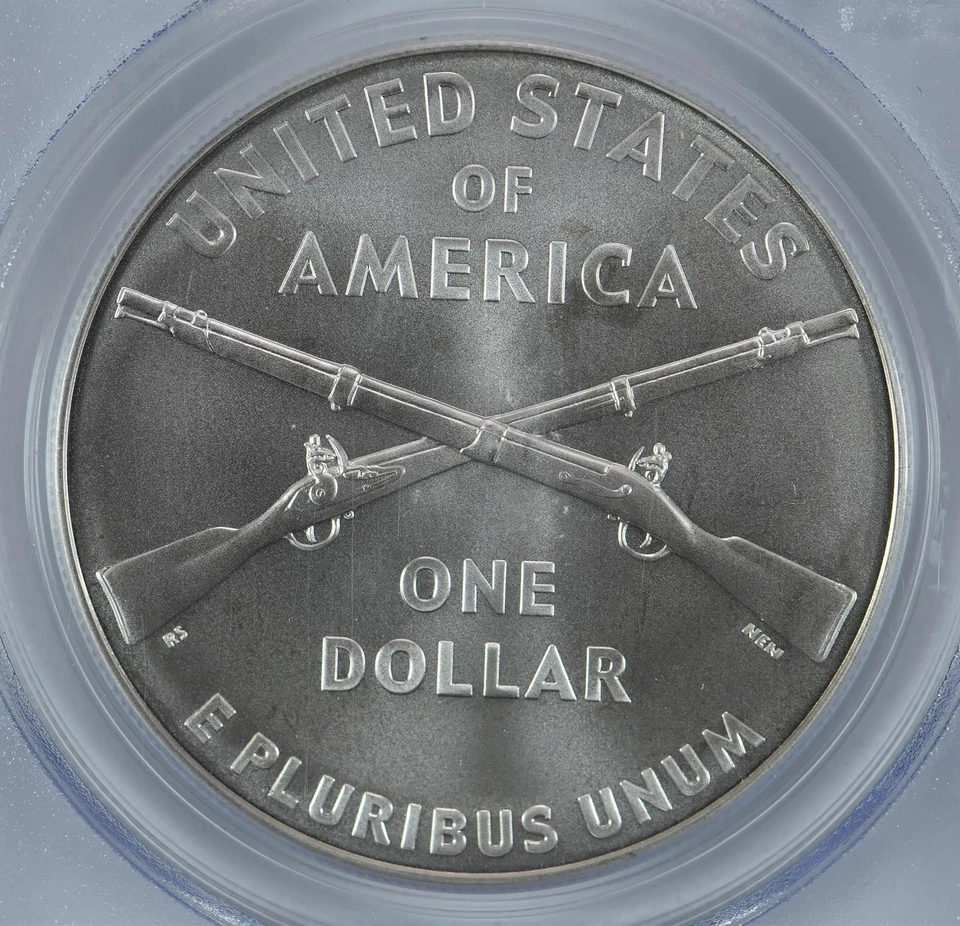 UNITED STATES
OF
AMERICA
ONE
DOLLAR
RS
NEN
E PLURIBUS UNUM